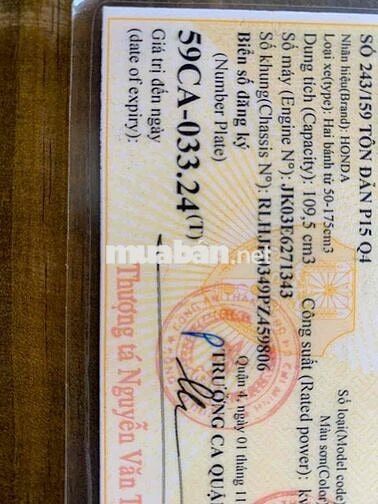 SỐ 243/159 TÔN ĐẢN P15 Q4
Nhãn hiệu(Brand): HONDA
Số loại(Model code)
Loại xe(type): Hai bánh từ 50-175cm3
Màu sơn(Color
Dung tích (Capacity): 109,5 cm3
Công suất (Rated power):
Số máy (Engine Nº): JK03E6271343
Số khung(Chassis Nº):
Biển số đăng ký
(Number Plate)
59CA-033.24(T)
Giá trị đến ngày
(date of expiry):
Quận 4, ngày 01 tháng 11
TRƯỞNG CA QUẬ
Thượng tá Nguyễn Văn T
muaban.net